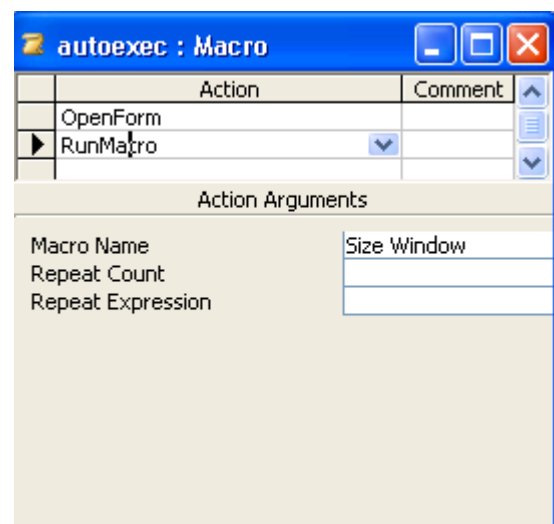 autoexec : Macro
Action Comment
OpenForm
RunMacro
Action Arguments
Macro Name Size Window
Repeat Count
Repeat Expression